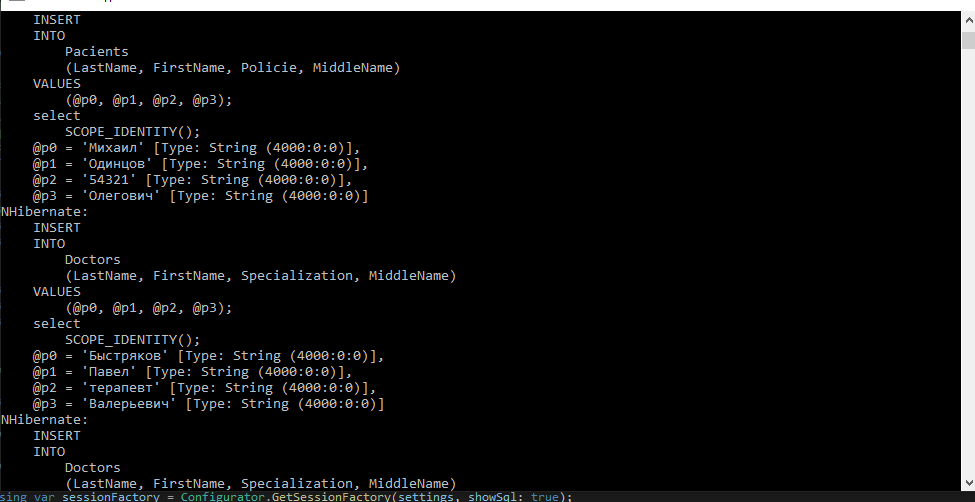 INSERT
    INTO
        Pacients
        (LastName, FirstName, Policie, MiddleName)
    VALUES
        (@p0, @p1, @p2, @p3);
    select
        SCOPE_IDENTITY();
    @p0 = 'Михаил' [Type: String (4000:0:0)],
    @p1 = 'Одинцов' [Type: String (4000:0:0)],
    @p2 = '54321' [Type: String (4000:0:0)],
    @p3 = 'Олегович' [Type: String (4000:0:0)]
NHibernate:
    INSERT
    INTO
        Doctors
        (LastName, FirstName, Specialization, MiddleName)
    VALUES
        (@p0, @p1, @p2, @p3);
    select
        SCOPE_IDENTITY();
    @p0 = 'Быстряков' [Type: String (4000:0:0)],
    @p1 = 'Павел' [Type: String (4000:0:0)],
    @p2 = 'терапевт' [Type: String (4000:0:0)],
    @p3 = 'Валерьевич' [Type: String (4000:0:0)]
NHibernate:
    INSERT
    INTO
        Doctors
        (LastName, FirstName, Specialization, MiddleName)
sing var sessionFactory = Configurator.GetSessionFactory(settings, showSql: true);